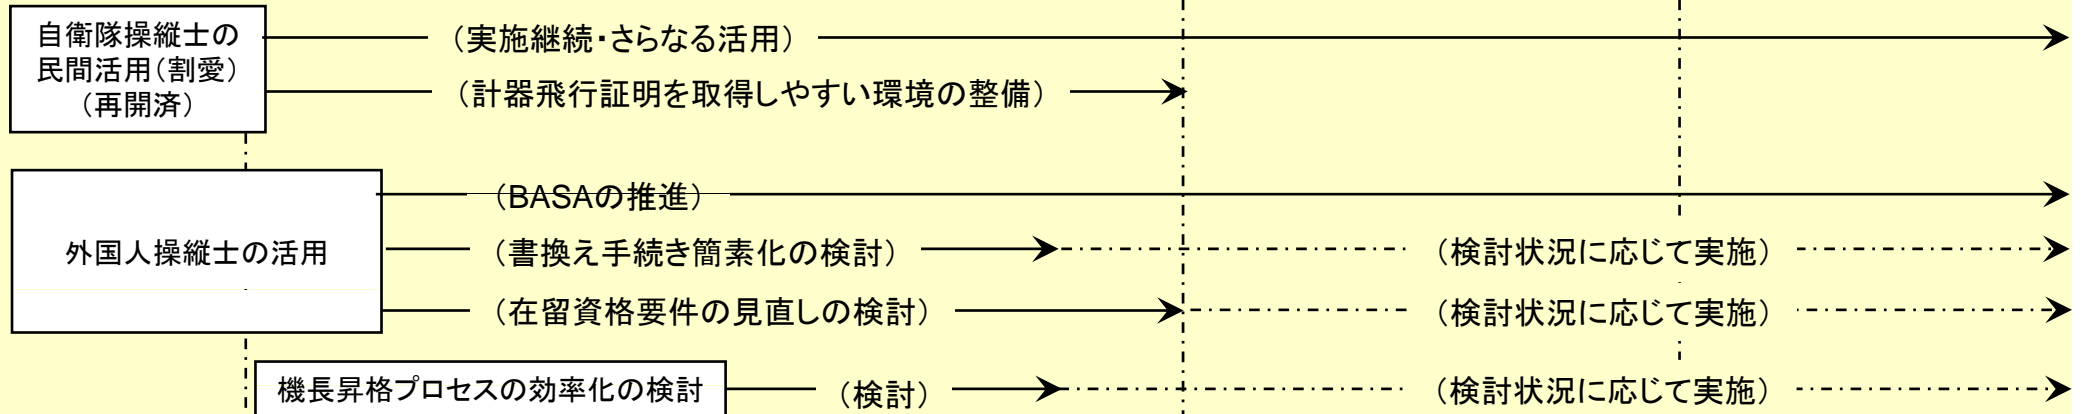 自衛隊操縦士の
民間活用(割愛)
(再開済)
(実施継続・さらなる活用)
(計器飛行証明を取得しやすい環境の整備)
外国人操縦士の活用
(BASAの推進)
(書換え手続き簡素化の検討)
(検討状況に応じて実施)
(在留資格要件の見直しの検討)
(検討状況に応じて実施)
機長昇格プロセスの効率化の検討
(検討)
(検討状況に応じて実施)